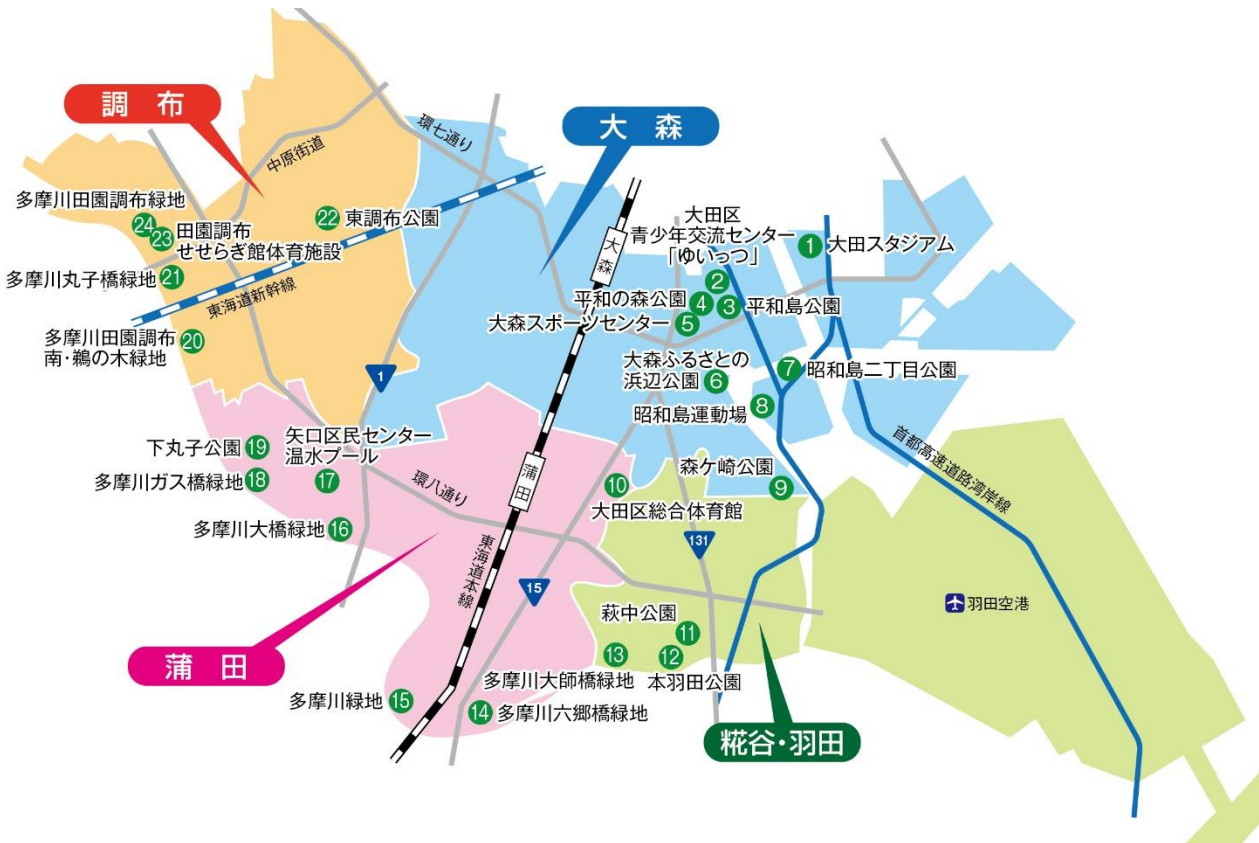 調 布
大 森
環七通り
中原街道
多摩川田園調布緑地
24
23
田園調布
せせらぎ館体育施設
22
東調布公園
大森
大田区
青少年交流センター
「ゆいっつ」
2
1
大田スタジアム
多摩川丸子橋緑地
21
東海道新幹線
平和の森公園
4
3
平和島公園
大森スポーツセンター
5
多摩川田園調布
南・鵜の木緑地
20
1
大森ふるさとの
浜辺公園
6
7
昭和島二丁目公園
昭和島運動場
8
首都高速道路湾岸線
下丸子公園
19
矢口区民センター
温水プール
17
多摩川ガス橋緑地
18
環八通り
蒲田
10
大田区総合体育館
森ケ崎公園
9
多摩川大橋緑地
16
東海道本線
131
15
羽田空港
萩中公園
11
蒲 田
13
多摩川大師橋緑地
12
本羽田公園
多摩川緑地
15
14
多摩川六郷橋緑地
糀谷・羽田